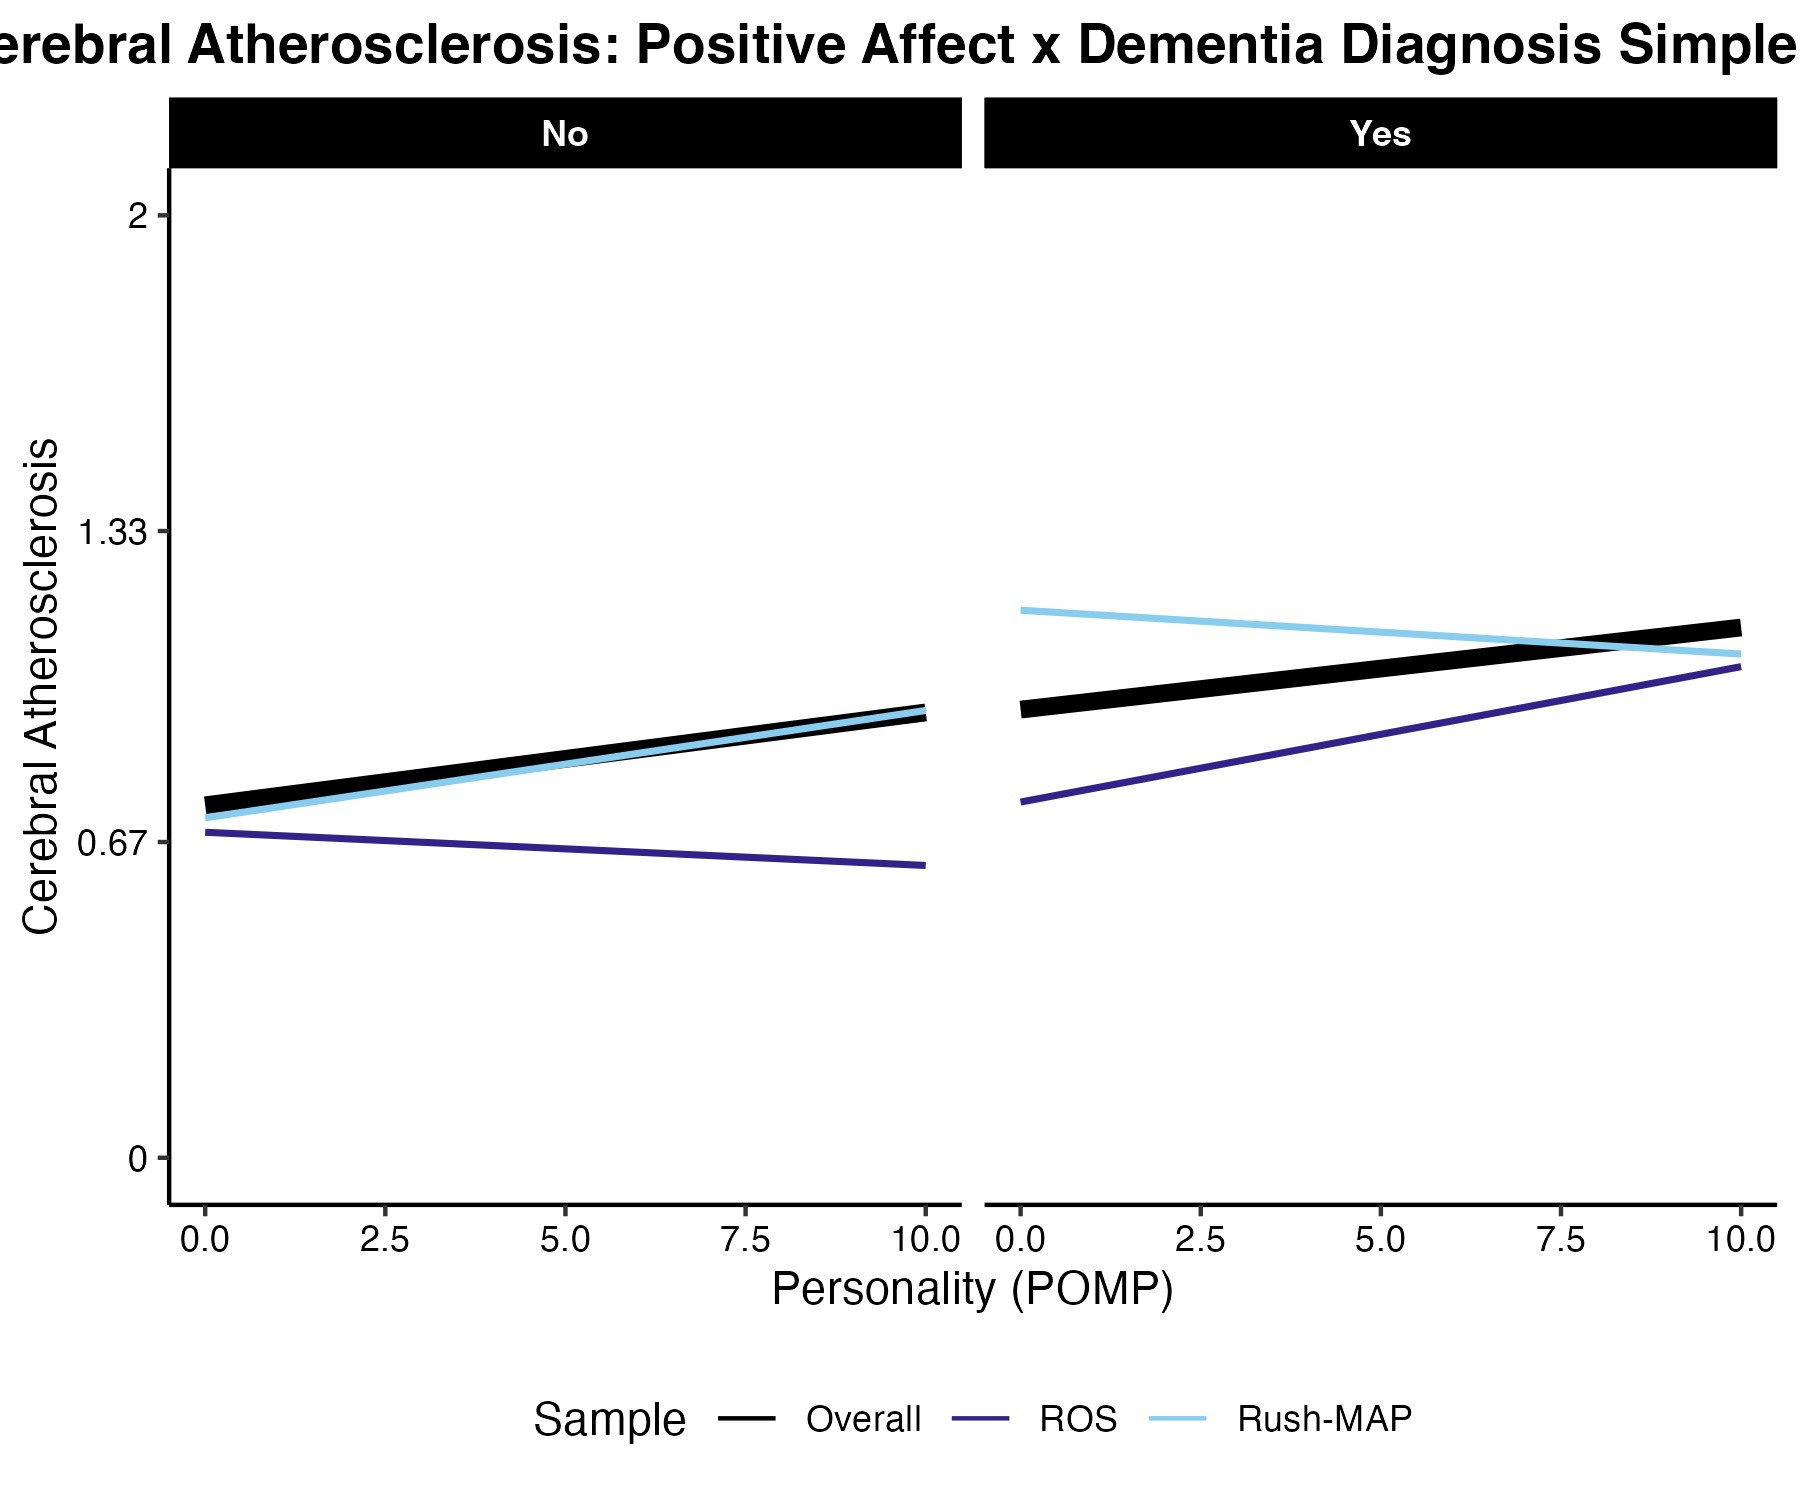 erebral Atherosclerosis: Positive Affect x Dementia Diagnosis Simple
No
Yes
Cerebral Atherosclerosis
2
1.33
0.67
0
0.0 2.5 5.0 7.5 10.0
0.0 2.5 5.0 7.5 10.0
Personality (POMP)
Sample Overall ROS Rush-MAP